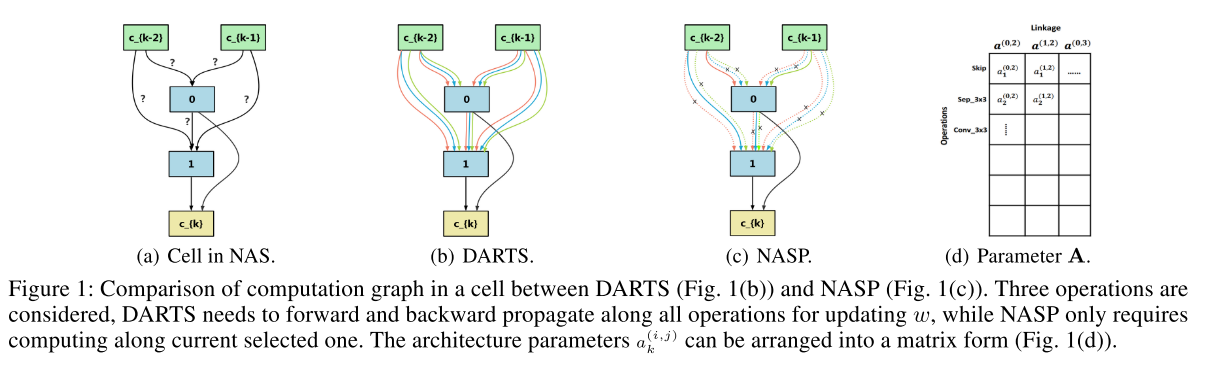 c_{k-2} c_{k-1}
? ?
0
? ?
?
1
c_{k}
(a) Cell in NAS.
c_{k-2} c_{k-1}
0
1
c_{k}
(b) DARTS.
c_{k-2} c_{k-1}
x x x x
x x
0
x x
x x
x x
1
c_{k}
(c) NASP.
Linkage
a^{(0,2)} a^{(1,2)} a^{(0,3)}
Operations
Skip a_1^{(0,2)} a_1^{(1,2)} ......
Sep_3x3 a_2^{(0,2)} a_2^{(1,2)}
Conv_3x3 ⋮
(d) Parameter A.
Figure 1: Comparison of computation graph in a cell between DARTS (Fig. 1(b)) and NASP (Fig. 1(c)). Three operations are
considered, DARTS needs to forward and backward propagate along all operations for updating w, while NASP only requires
computing along current selected one. The architecture parameters a_k^{(i,j)} can be arranged into a matrix form (Fig. 1(d)).